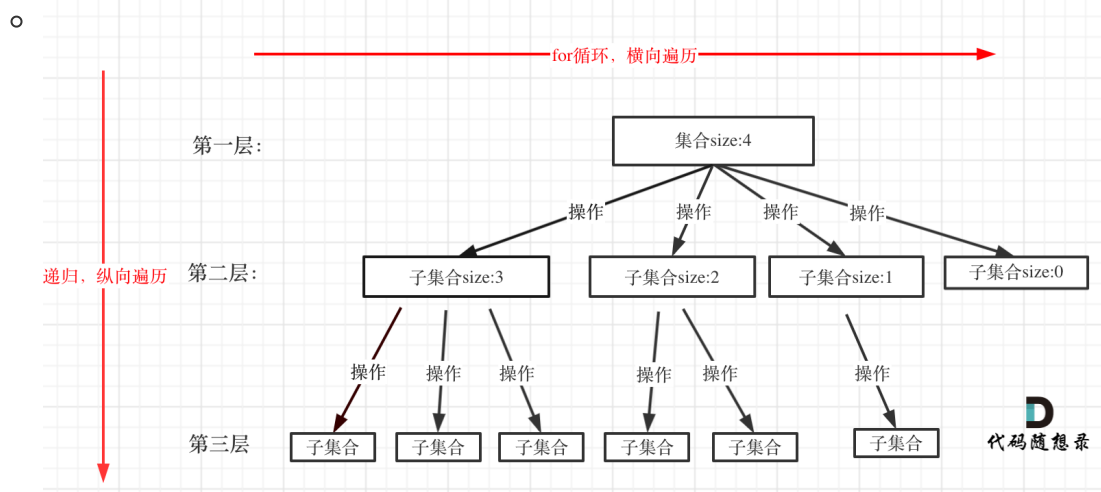 for循环，横向遍历
第一层：
集合size:4
操作
操作
操作
操作
递归，纵向遍历
第二层：
子集合size:3
子集合size:2
子集合size:1
子集合size:0
操作
操作
操作
操作
操作
操作
第三层
子集合
子集合
子集合
子集合
子集合
子集合
代码随想录